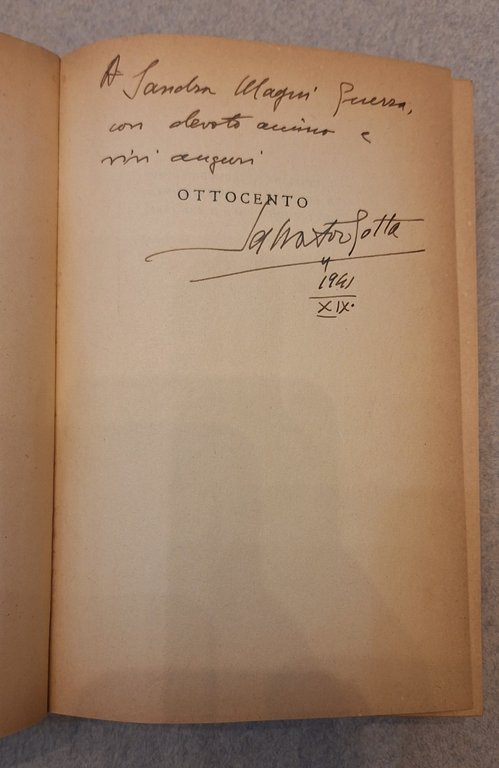 A Sandra Magni Guerra,
con devoto animo e
vivi auguri
OTTOCENTO
Salvator Gotta
1941
XIX.